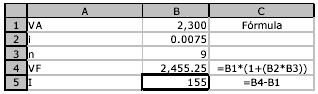 A B C
1 VA 2,300 Fórmula
2 i 0.0075
3 n 9
4 VF 2,455.25 =B1*(1+(B2*B3))
5 I 155 =B4-B1